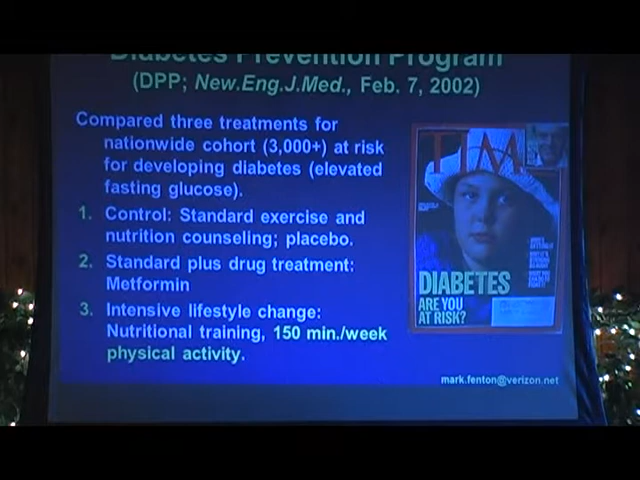 Diabetes Prevention Program
(DPP; New.Eng.J.Med., Feb. 7, 2002)
Compared three treatments for
nationwide cohort (3,000+) at risk
for developing diabetes (elevated
fasting glucose).
1. Control: Standard exercise and
nutrition counseling; placebo.
2. Standard plus drug treatment:
Metformin
3. Intensive lifestyle change:
Nutritional training, 150 min./week
physical activity.
TIM
DIABETES
ARE YOU
AT RISK?
mark.fenton@verizon.net